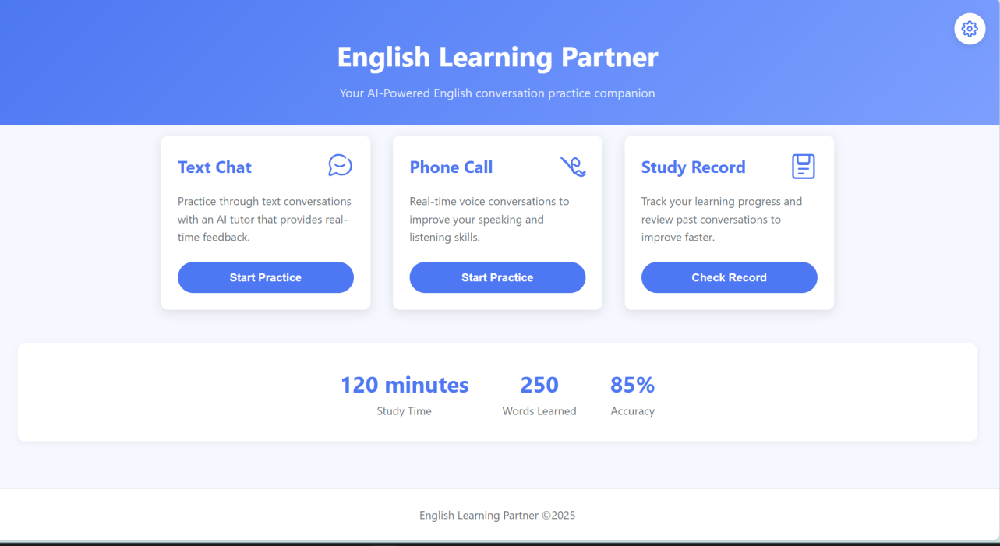 English Learning Partner
Your AI-Powered English conversation practice companion
Text Chat
Practice through text conversations
with an AI tutor that provides real-
time feedback.
Start Practice
Phone Call
Real-time voice conversations to
improve your speaking and
listening skills.
Start Practice
Study Record
Track your learning progress and
review past conversations to
improve faster.
Check Record
120 minutes
Study Time
250
Words Learned
85%
Accuracy
English Learning Partner ©2025